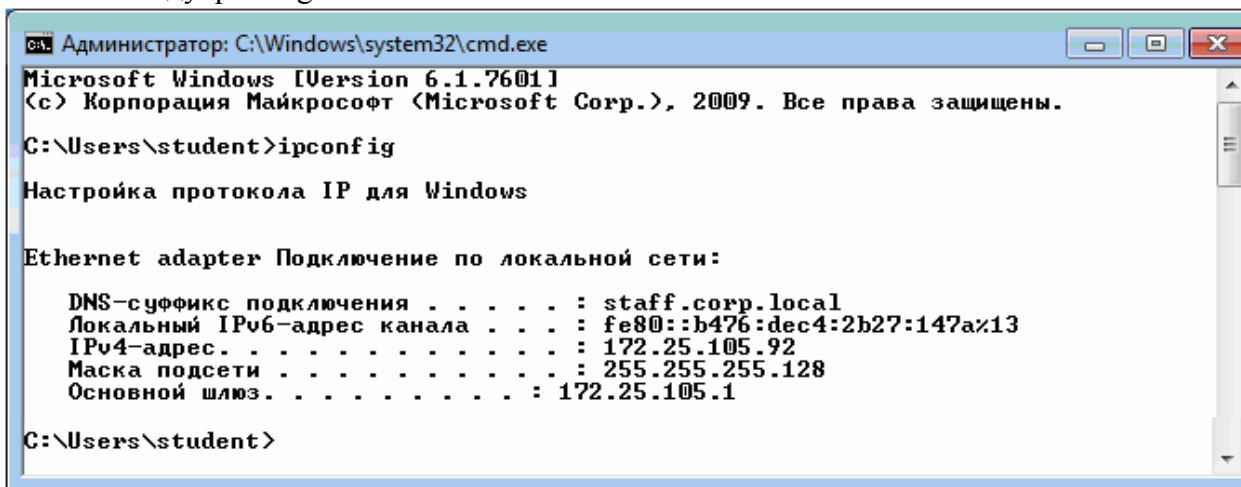 Администратор: C:\Windows\system32\cmd.exe
Microsoft Windows [Version 6.1.7601]
(c) Корпорация Майкрософт (Microsoft Corp.), 2009. Все права защищены.
C:\Users\student>ipconfig
Настройка протокола IP для Windows
Ethernet adapter Подключение по локальной сети:
DNS-суффикс подключения . . . . . : staff.corp.local
Локальный IPv6-адрес канала . . . : fe80::b476:dec4:2b27:147a%13
IPv4-адрес. . . . . . . . . . . . : 172.25.105.92
Маска подсети . . . . . . . . . . : 255.255.255.128
Основной шлюз. . . . . . . . . : 172.25.105.1
C:\Users\student>